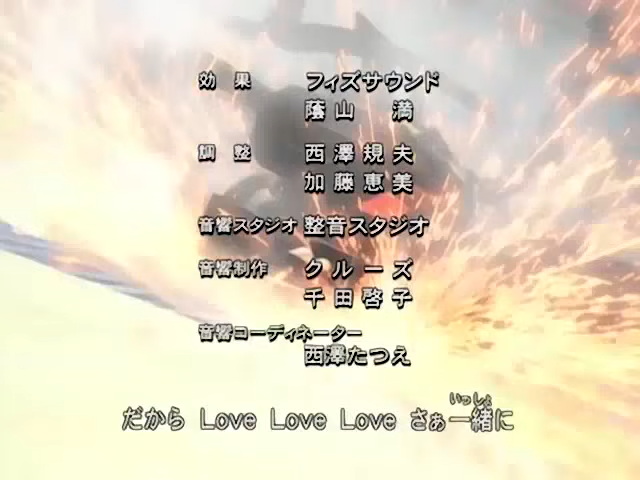 効果 フィズサウンド
蔭山 満
調整 西澤規夫
加藤恵美
音響スタジオ 整音スタジオ
音響制作 クルーズ
千田啓子
音響コーディネーター
西澤たつえ
いっしょ
だから Love Love Love さぁ一緒に